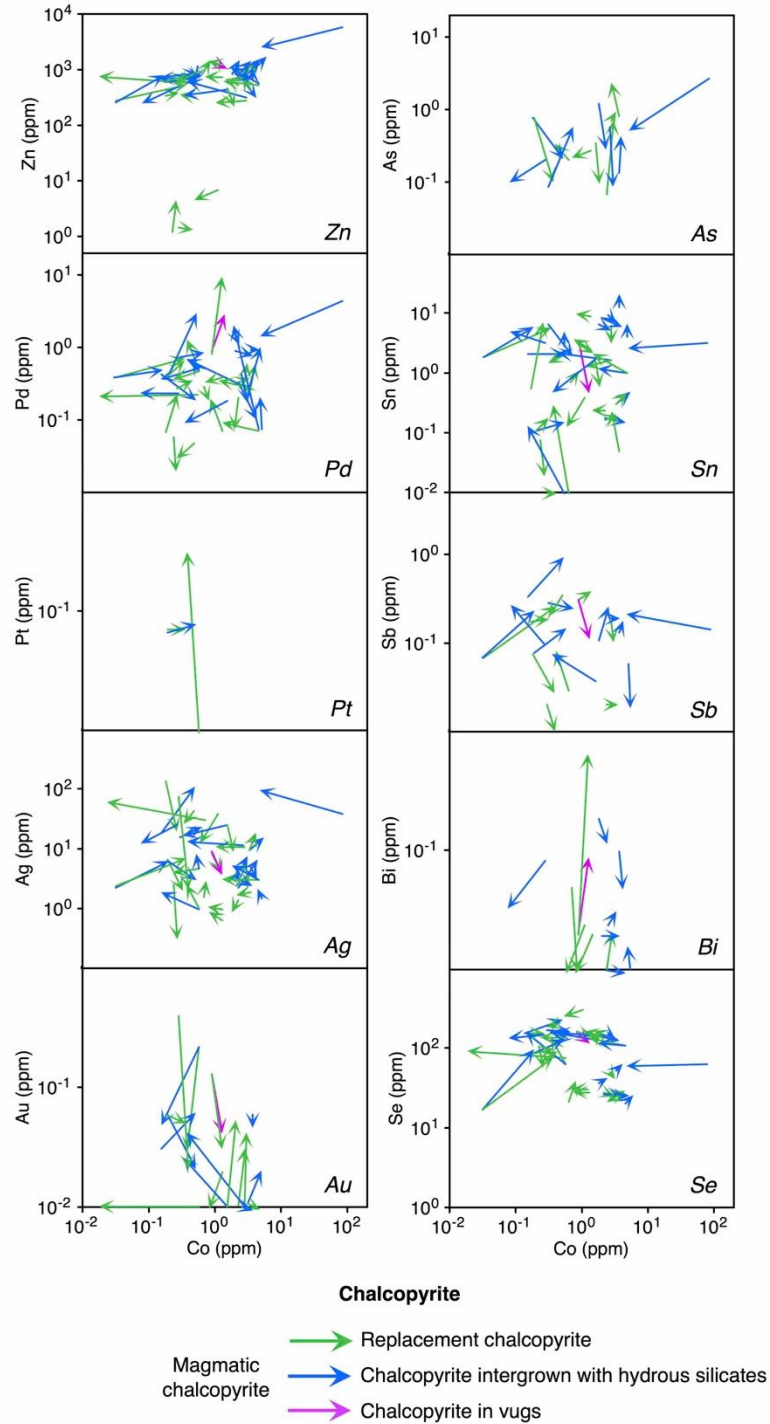 10⁴
10³
10²
10¹
10⁰
Zn (ppm)
Zn
10¹
10⁰
10⁻¹
As (ppm)
As
10¹
10⁰
10⁻¹
Pd (ppm)
Pd
10¹
10⁰
10⁻¹
10⁻²
Sn (ppm)
Sn
10⁻¹
Pt (ppm)
Pt
10⁰
10⁻¹
Sb (ppm)
Sb
10²
10¹
10⁰
Ag (ppm)
Ag
10⁻¹
Bi (ppm)
Bi
10⁻¹
10⁻²
Au (ppm)
Au
10⁻² 10⁻¹ 10⁰ 10¹ 10²
Co (ppm)
10²
10¹
10⁰
Se (ppm)
Se
10⁻² 10⁻¹ 10⁰ 10¹ 10²
Co (ppm)
Chalcopyrite
Magmatic
chalcopyrite
Replacement chalcopyrite
Chalcopyrite intergrown with hydrous silicates
Chalcopyrite in vugs